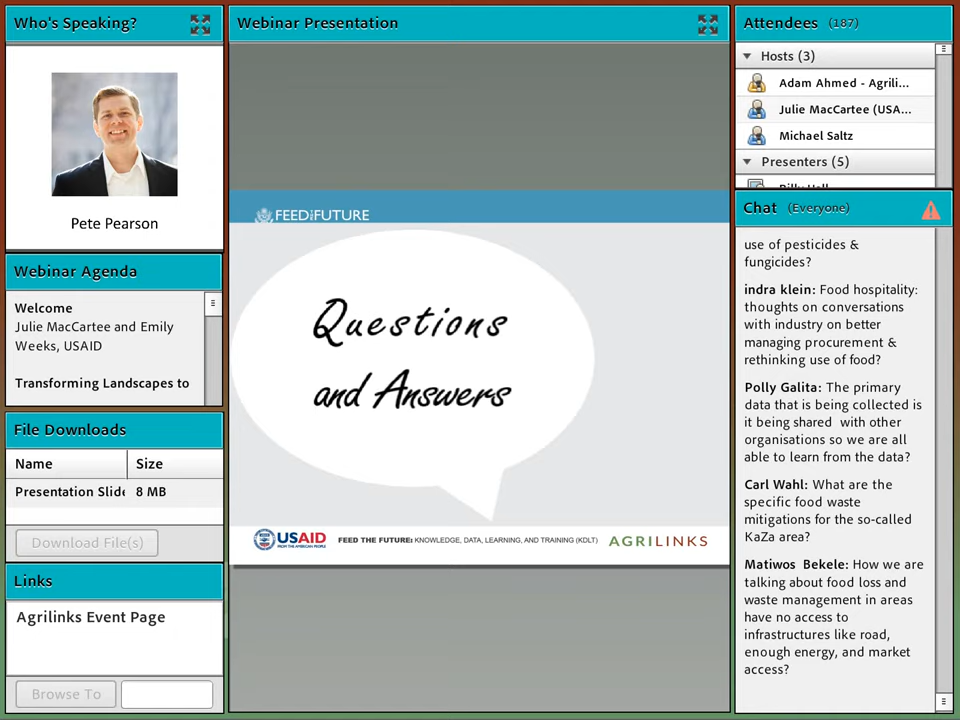 Who's Speaking?
Pete Pearson
Webinar Agenda
Welcome
Julie MacCartee and Emily
Weeks, USAID
Transforming Landscapes to
File Downloads
Name Size
Presentation Slide 8 MB
Download File(s)
Links
Agrilinks Event Page
Browse To
Webinar Presentation
FEED THE FUTURE
Questions
and Answers
USAID
FROM THE AMERICAN PEOPLE
FEED THE FUTURE: KNOWLEDGE, DATA, LEARNING, AND TRAINING (KDLT)
AGRILINKS
Attendees (187)
Hosts (3)
Adam Ahmed - Agrili...
Julie MacCartee (USA...
Michael Saltz
Presenters (5)
Chat (Everyone)
use of pesticides &
fungicides?
indra klein: Food hospitality:
thoughts on conversations
with industry on better
managing procurement &
rethinking use of food?
Polly Galita: The primary
data that is being collected is
it being shared with other
organisations so we are all
able to learn from the data?
Carl Wahl: What are the
specific food waste
mitigations for the so-called
KaZa area?
Matiwos Bekele: How we are
talking about food loss and
waste management in areas
have no access to
infrastructures like road,
enough energy, and market
access?